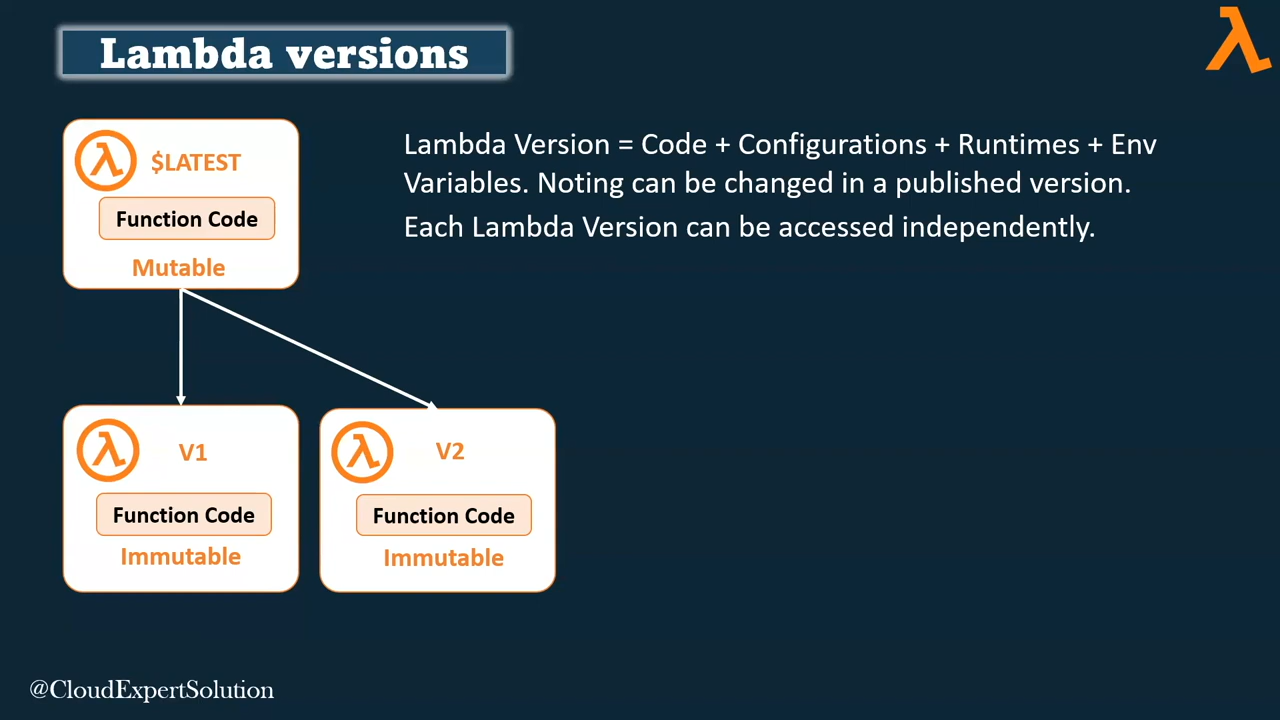 Lambda versions
$LATEST
Function Code
Mutable
Lambda Version = Code + Configurations + Runtimes + Env
Variables. Noting can be changed in a published version.
Each Lambda Version can be accessed independently.
V1
Function Code
Immutable
V2
Function Code
Immutable
@CloudExpertSolution